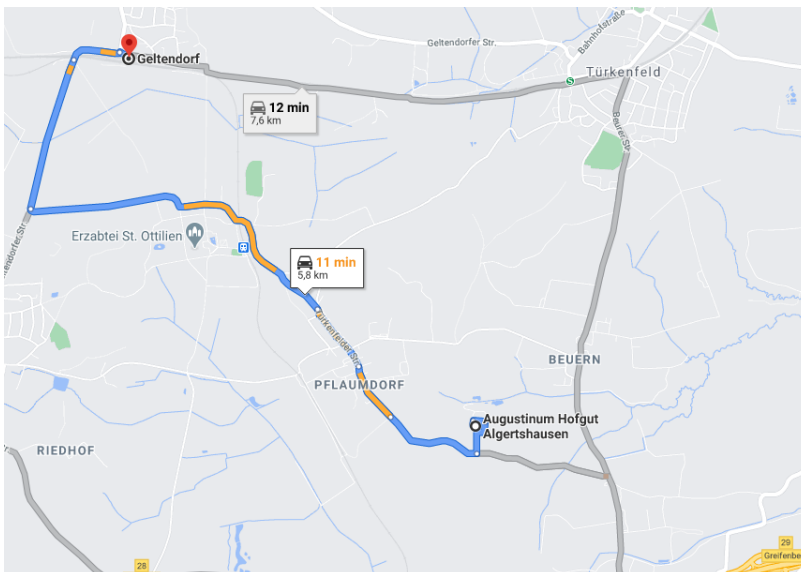 Geltendorf
Geltendorfer Str.
Bahnhofstraße
S
Türkenfeld
12 min
7,6 km
Beurer Str.
Erzabtei St. Ottilien
11 min
5,8 km
Türkenfelder Str.
BEUERN
PFLAUMDORF
Augustinum Hofgut
Algertshausen
RIEDHOF
28
29